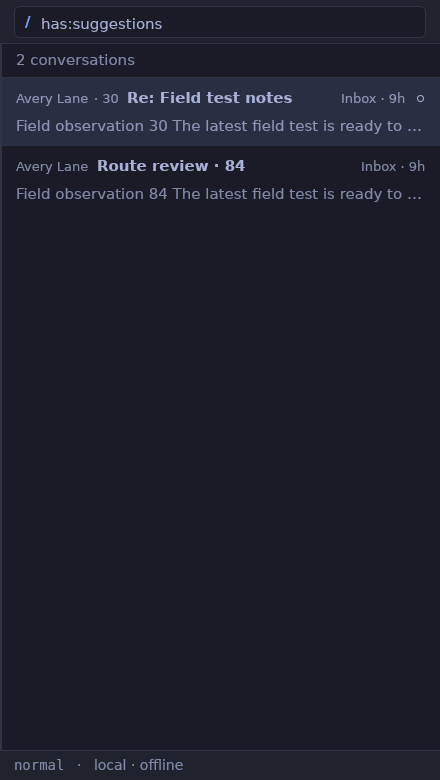 / has:suggestions
2 conversations
Avery Lane · 30 Re: Field test notes Inbox · 9h
Field observation 30 The latest field test is ready to ...
Avery Lane Route review · 84 Inbox · 9h
Field observation 84 The latest field test is ready to ...
normal · local · offline